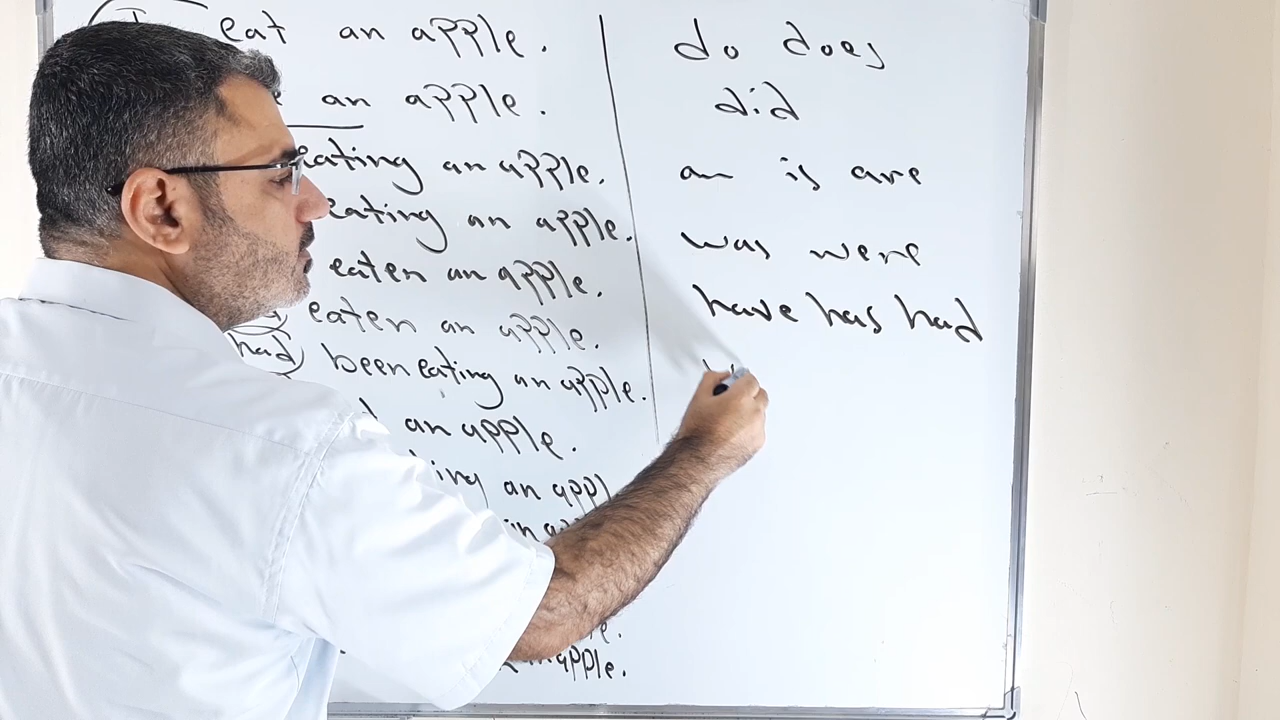 I eat an apple.
an apple.
eating an apple.
eating an apple.
eaten an apple.
eaten an apple.
had been eating an apple.
an apple.
an appl
apple.
do does
did
am is are
was were
have has had